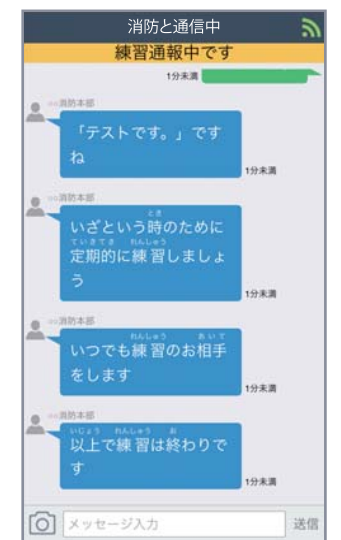 消防と通信中
練習通報中です
1分未満
○○消防本部
「テストです。」です
ね
1分未満
○○消防本部
とき
いざという時のために
ていきてき れんしゅう
定期的に練習しましょ
う
1分未満
○○消防本部
れんしゅう おいて
いつでも練習のお相手
をします
1分未満
○○消防本部
いじょう れんしゅう お
以上で練習は終わりで
す
1分未満
メッセージ入力
送信